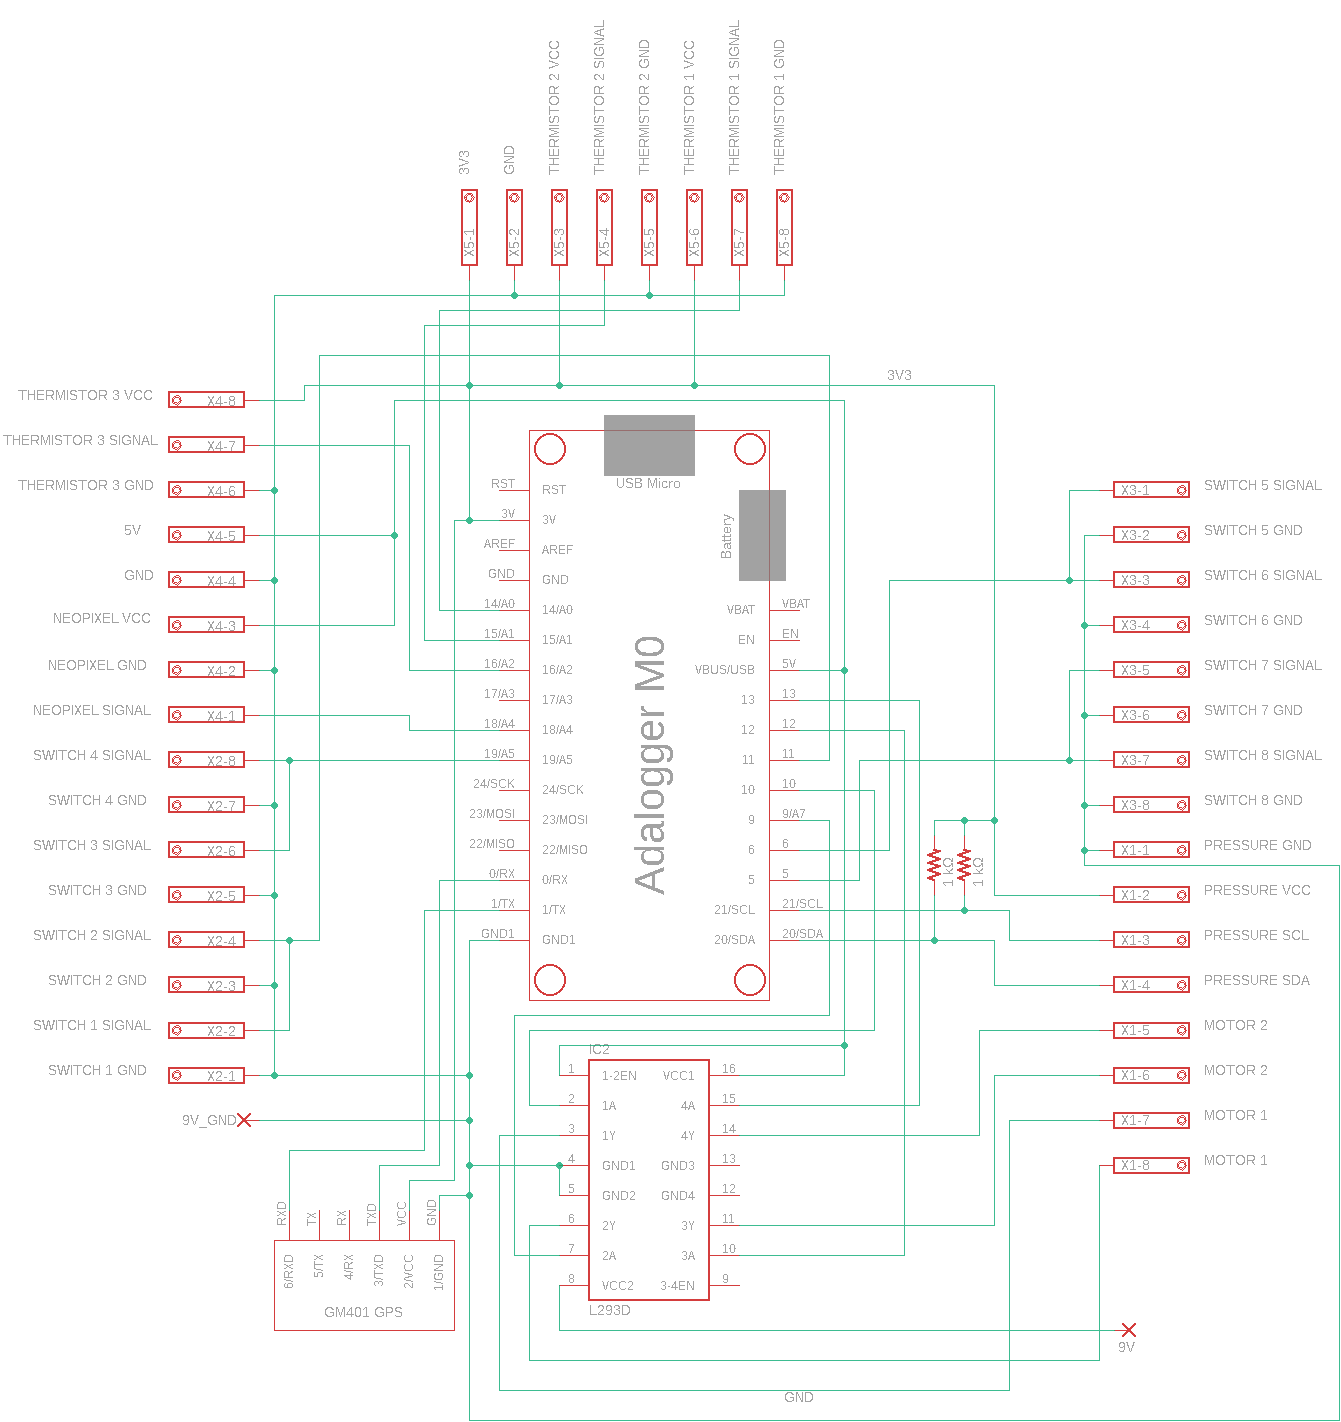 3V3
GND
THERMISTOR 2 VCC
THERMISTOR 2 SIGNAL
THERMISTOR 2 GND
THERMISTOR 1 VCC
THERMISTOR 1 SIGNAL
THERMISTOR 1 GND
X5-1
X5-2
X5-3
X5-4
X5-5
X5-6
X5-7
X5-8
3V3
THERMISTOR 3 VCC
X4-8
THERMISTOR 3 SIGNAL
X4-7
THERMISTOR 3 GND
X4-6
5V
X4-5
GND
X4-4
NEOPIXEL VCC
X4-3
NEOPIXEL GND
X4-2
NEOPIXEL SIGNAL
X4-1
SWITCH 4 SIGNAL
X2-8
SWITCH 4 GND
X2-7
SWITCH 3 SIGNAL
X2-6
SWITCH 3 GND
X2-5
SWITCH 2 SIGNAL
X2-4
SWITCH 2 GND
X2-3
SWITCH 1 SIGNAL
X2-2
SWITCH 1 GND
X2-1
9V_GND
USB Micro
Battery
Adalogger M0
RST
RST
3V
3V
AREF
AREF
GND
GND
14/A0
14/A0
15/A1
15/A1
16/A2
16/A2
17/A3
17/A3
18/A4
18/A4
19/A5
19/A5
24/SCK
24/SCK
23/MOSI
23/MOSI
22/MISO
22/MISO
0/RX
0/RX
1/TX
1/TX
GND1
GND1
VBAT
VBAT
EN
EN
VBUS/USB
5V
13
13
12
12
11
11
10
10
9
9/A7
6
6
5
5
21/SCL
21/SCL
20/SDA
20/SDA
1 kΩ
1 kΩ
X3-1
SWITCH 5 SIGNAL
X3-2
SWITCH 5 GND
X3-3
SWITCH 6 SIGNAL
X3-4
SWITCH 6 GND
X3-5
SWITCH 7 SIGNAL
X3-6
SWITCH 7 GND
X3-7
SWITCH 8 SIGNAL
X3-8
SWITCH 8 GND
X1-1
PRESSURE GND
X1-2
PRESSURE VCC
X1-3
PRESSURE SCL
X1-4
PRESSURE SDA
X1-5
MOTOR 2
X1-6
MOTOR 2
X1-7
MOTOR 1
X1-8
MOTOR 1
IC2
1
1-2EN
VCC1
16
2
1A
4A
15
3
1Y
4Y
14
4
GND1
GND3
13
5
GND2
GND4
12
6
2Y
3Y
11
7
2A
3A
10
8
VCC2
3-4EN
9
L293D
RXD
TX
RX
TXD
VCC
GND
6/RXD
5/TX
4/RX
3/TXD
2/VCC
1/GND
GM401 GPS
9V
GND